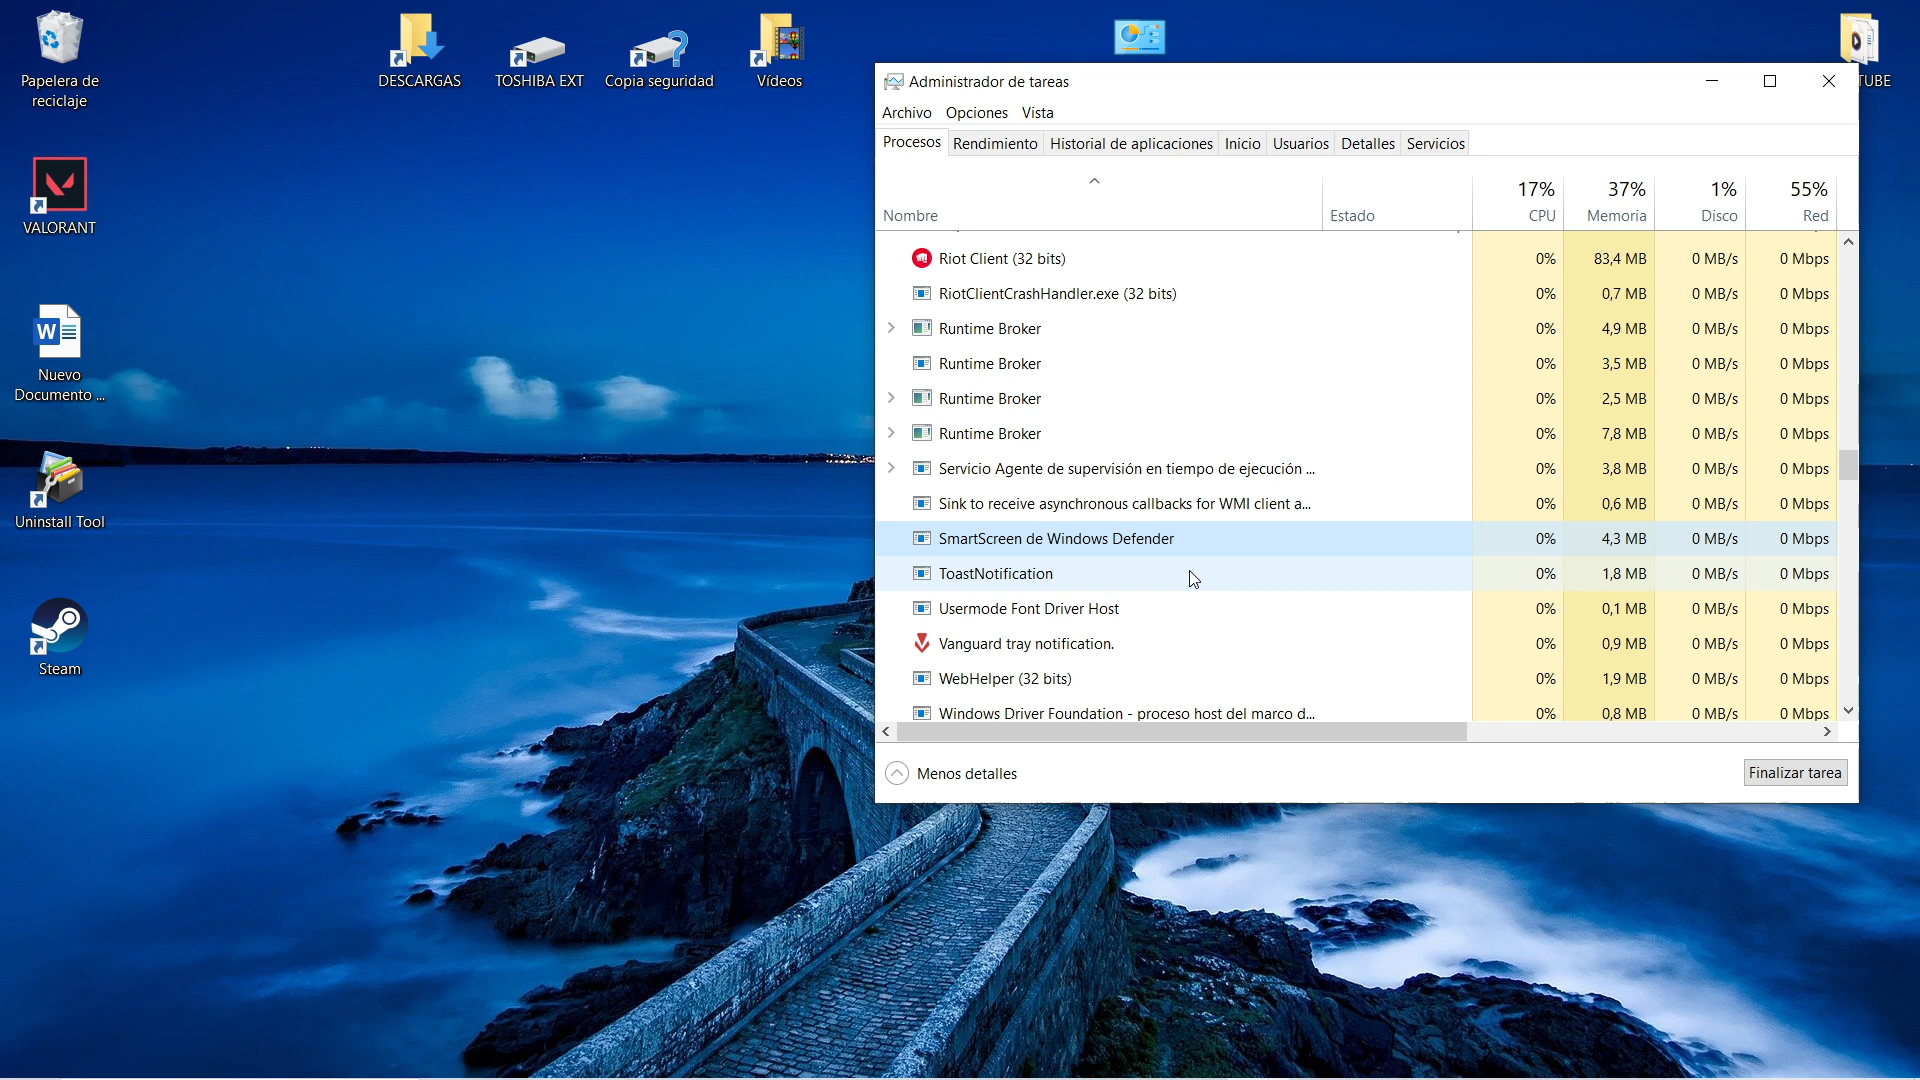 Papelera de
reciclaje
DESCARGAS
TOSHIBA EXT
Copia seguridad
Vídeos
TUBE
VALORANT
W
Nuevo
Documento ...
Uninstall Tool
Steam
Administrador de tareas
Archivo Opciones Vista
Procesos Rendimiento Historial de aplicaciones Inicio Usuarios Detalles Servicios
17% 37% 1% 55%
Nombre Estado CPU Memoria Disco Red
Riot Client (32 bits) 0% 83,4 MB 0 MB/s 0 Mbps
RiotClientCrashHandler.exe (32 bits) 0% 0,7 MB 0 MB/s 0 Mbps
Runtime Broker 0% 4,9 MB 0 MB/s 0 Mbps
Runtime Broker 0% 3,5 MB 0 MB/s 0 Mbps
Runtime Broker 0% 2,5 MB 0 MB/s 0 Mbps
Runtime Broker 0% 7,8 MB 0 MB/s 0 Mbps
Servicio Agente de supervisión en tiempo de ejecución ... 0% 3,8 MB 0 MB/s 0 Mbps
Sink to receive asynchronous callbacks for WMI client a... 0% 0,6 MB 0 MB/s 0 Mbps
SmartScreen de Windows Defender 0% 4,3 MB 0 MB/s 0 Mbps
ToastNotification 0% 1,8 MB 0 MB/s 0 Mbps
Usermode Font Driver Host 0% 0,1 MB 0 MB/s 0 Mbps
Vanguard tray notification. 0% 0,9 MB 0 MB/s 0 Mbps
WebHelper (32 bits) 0% 1,9 MB 0 MB/s 0 Mbps
Windows Driver Foundation - proceso host del marco d... 0% 0,8 MB 0 MB/s 0 Mbps
Menos detalles
Finalizar tarea